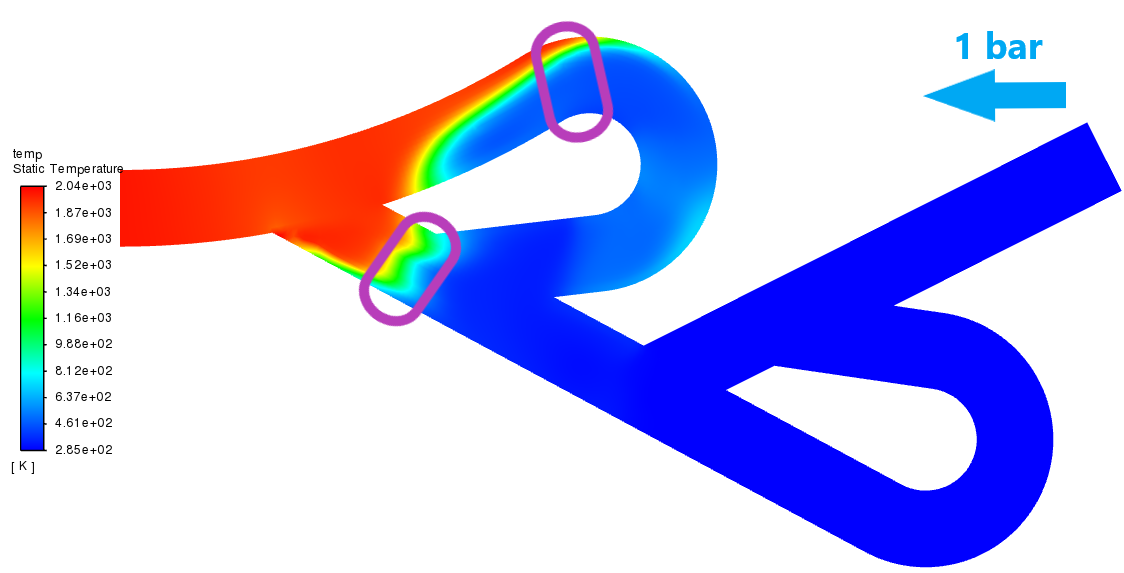 1 bar
temp
Static Temperature
2.04e+03
1.87e+03
1.69e+03
1.52e+03
1.34e+03
1.16e+03
9.88e+02
8.12e+02
6.37e+02
4.61e+02
2.85e+02
[ K ]